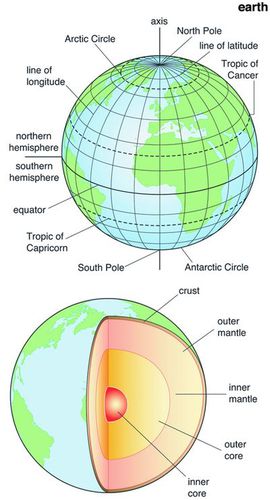 earth
axis
North Pole
Arctic Circle
line of latitude
Tropic of
Cancer
line of
longitude
northern
hemisphere
southern
hemisphere
equator
Tropic of
Capricorn
South Pole
Antarctic Circle
crust
outer
mantle
inner
mantle
outer
core
inner
core